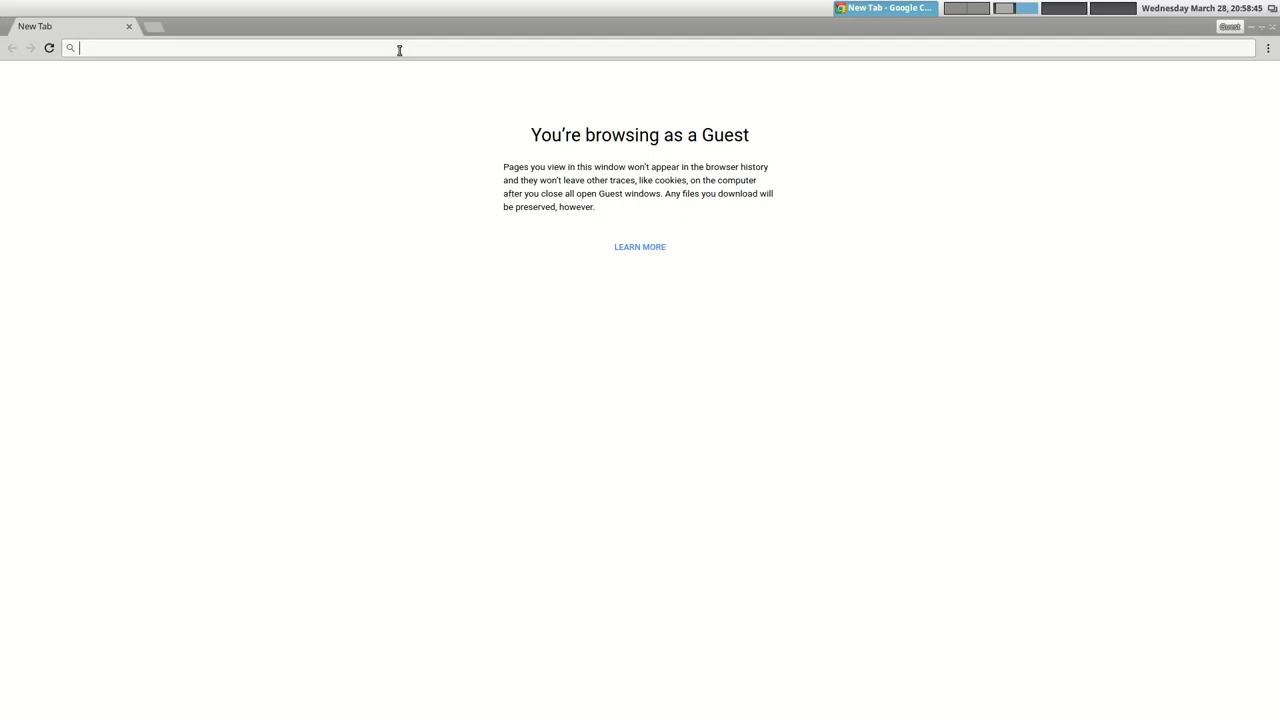 New Tab - Google C...
Wednesday March 28, 20:58:45
New Tab
Guest
You're browsing as a Guest
Pages you view in this window won't appear in the browser history
and they won't leave other traces, like cookies, on the computer
after you close all open Guest windows. Any files you download will
be preserved, however.
LEARN MORE